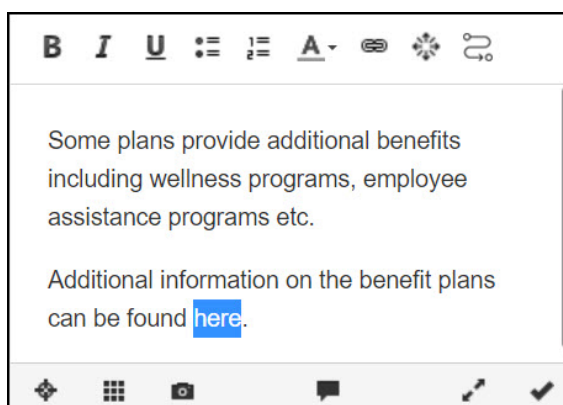 B I U A
Some plans provide additional benefits
including wellness programs, employee
assistance programs etc.
Additional information on the benefit plans
can be found here.